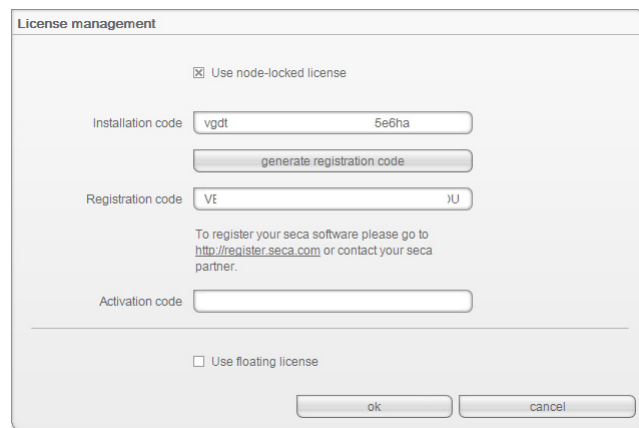 License management
Use node-locked license
Installation code vgdt 5e6ha
generate registration code
Registration code VE OU
To register your seca software please go to
http://register.seca.com or contact your seca
partner.
Activation code
Use floating license
ok cancel